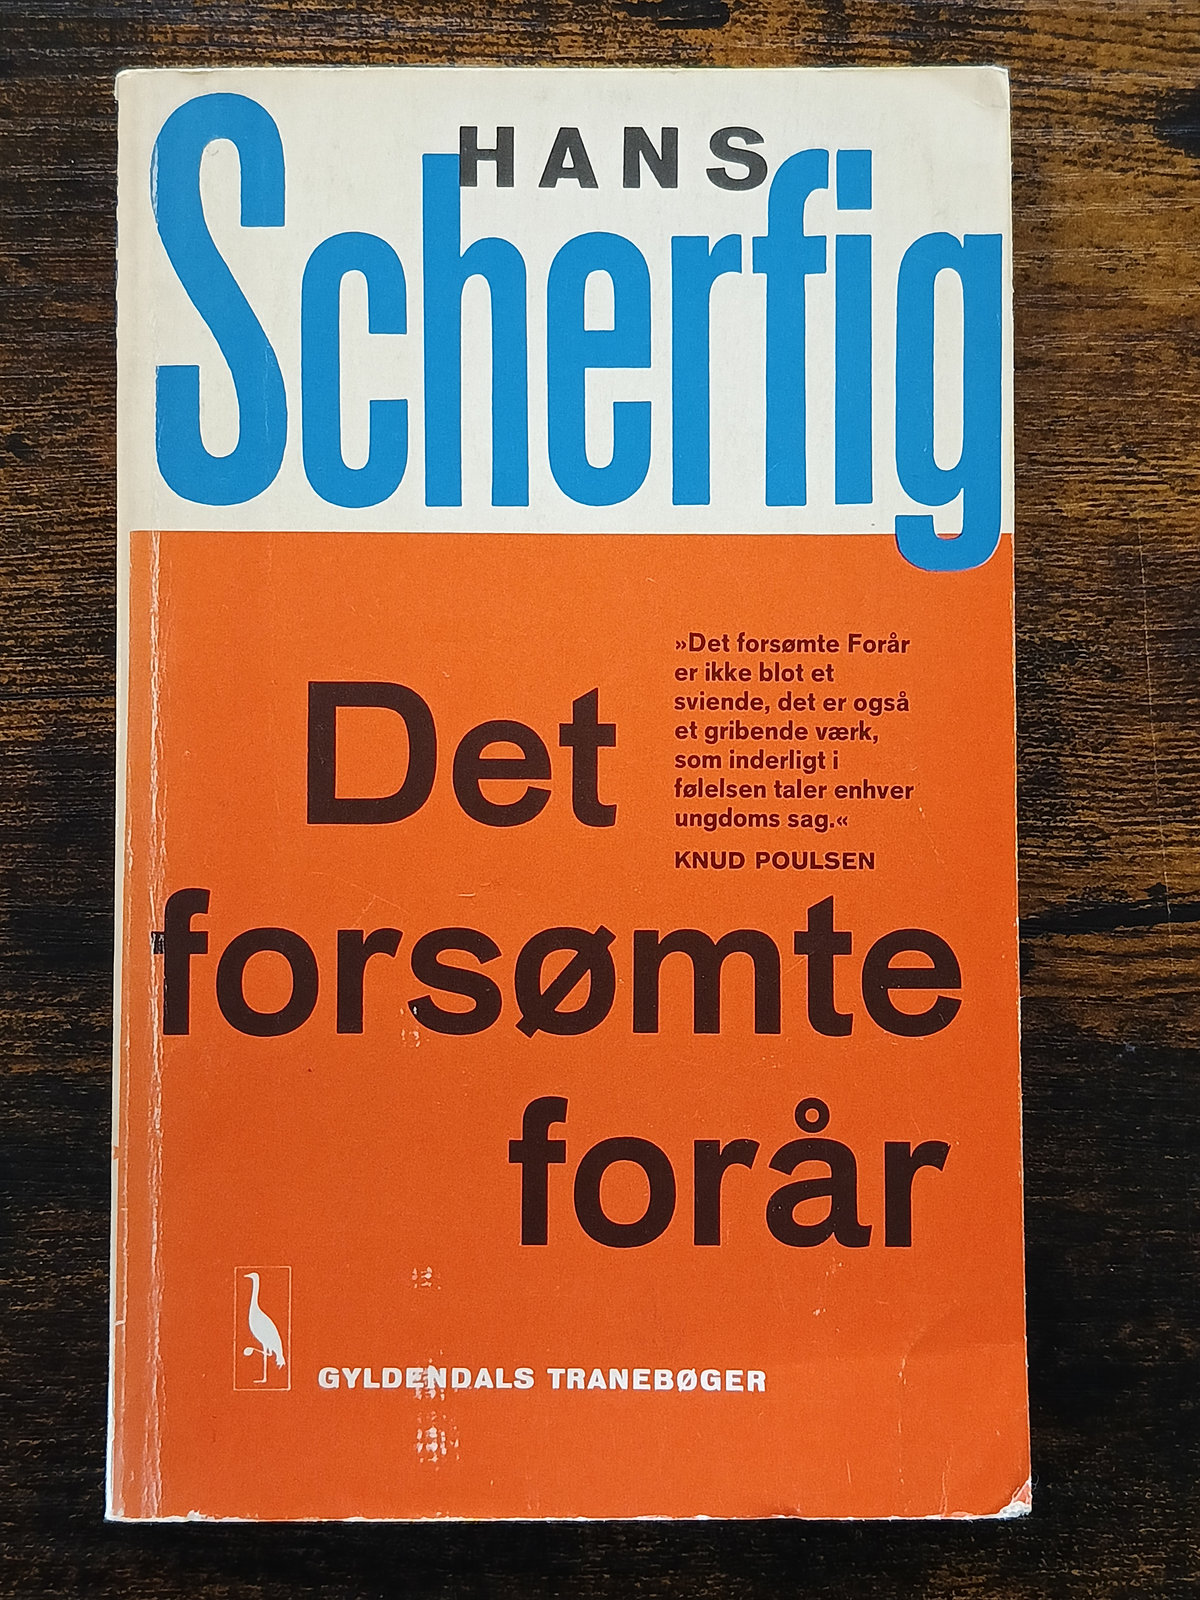 HANS
Scherfig
»Det forsømte Forår
er ikke blot et
sviende, det er også
et gribende værk,
som inderligt i
følelsen taler enhver
ungdoms sag.«
KNUD POULSEN
Det
forsømte
forår
GYLDENDALS TRANEBØGER